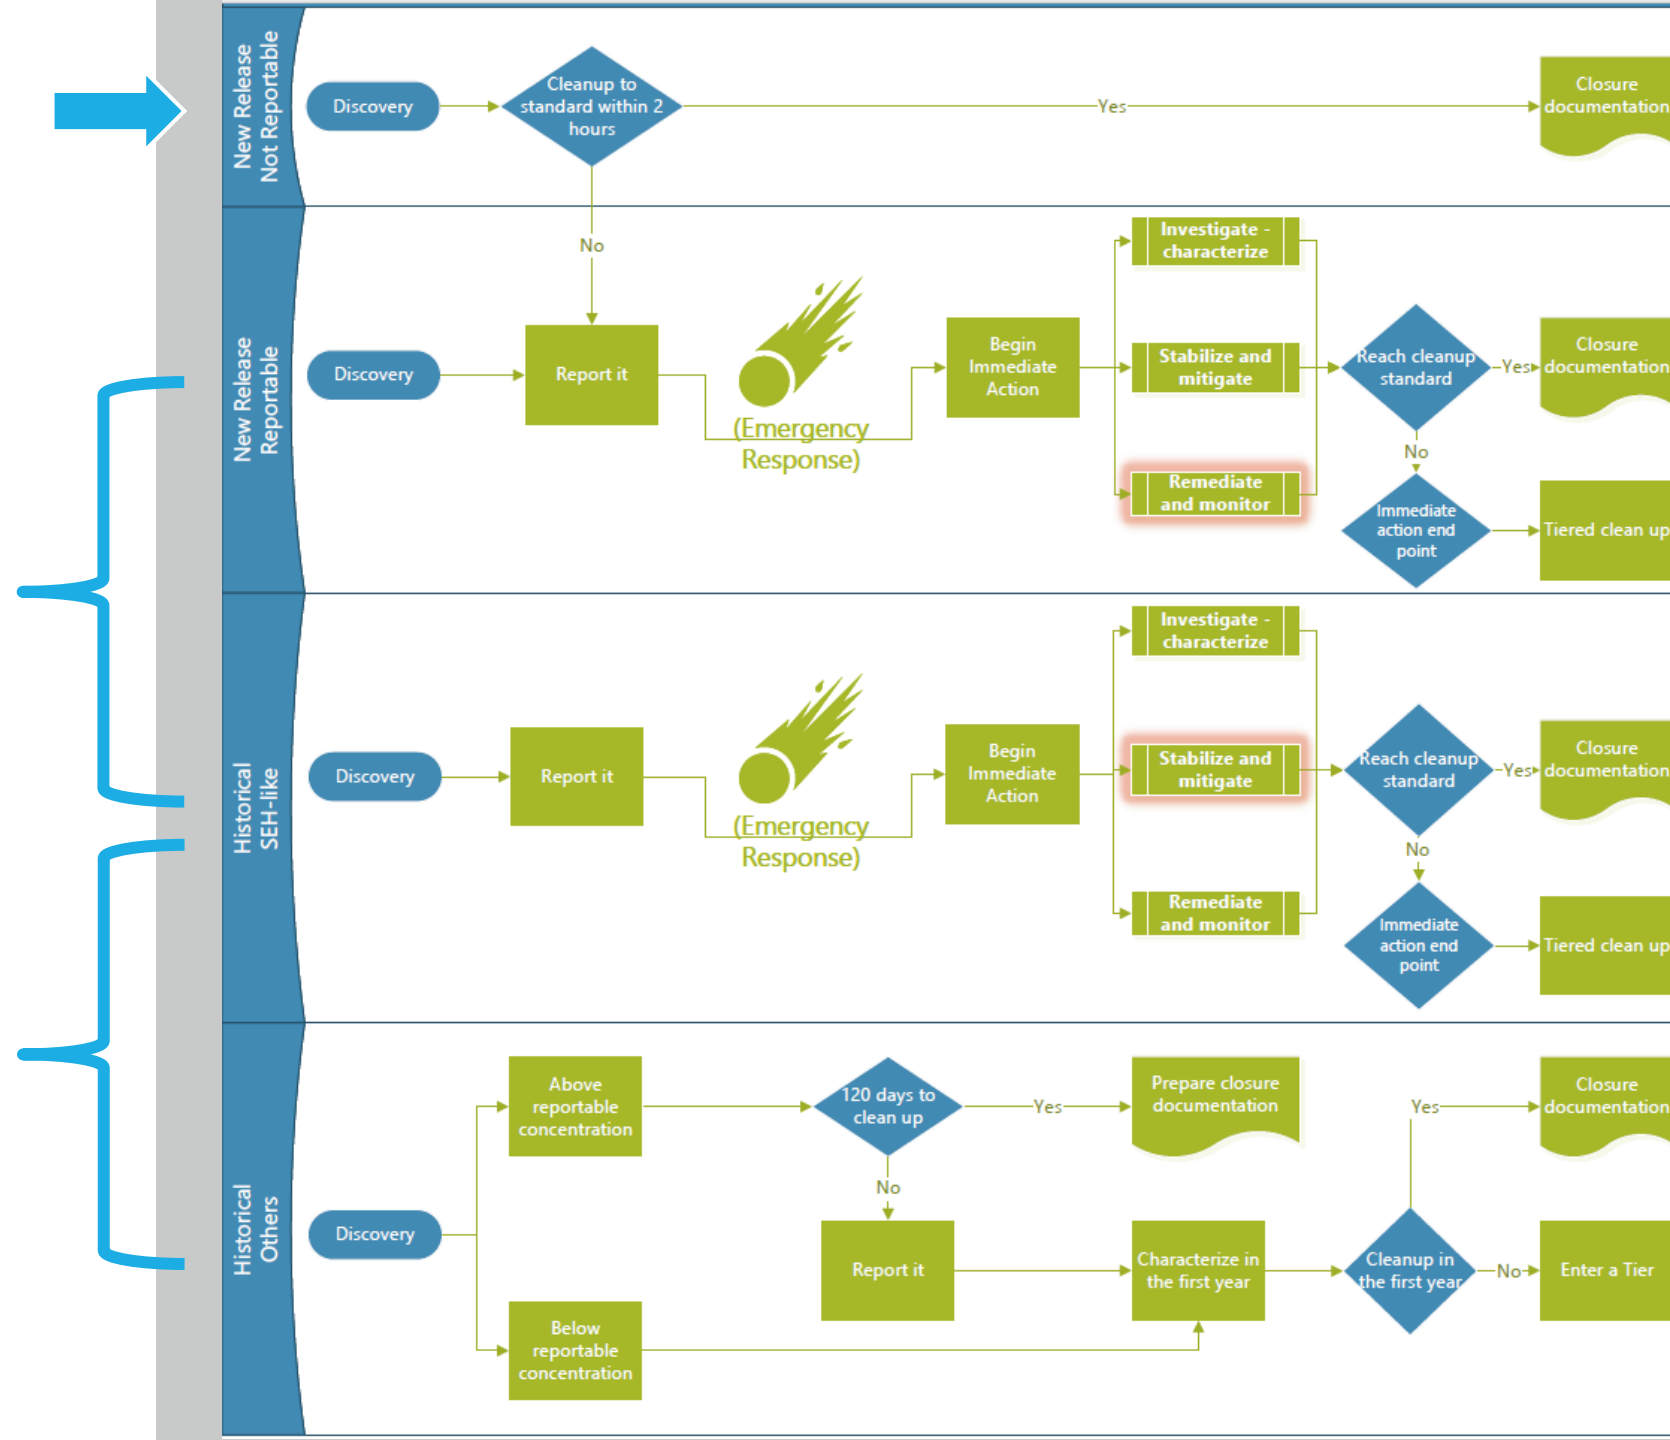 New Release
Not Reportable
Discovery
Cleanup to
standard within 2
hours
Yes
Closure
documentation
No
New Release
Reportable
Discovery
Report it
(Emergency
Response)
Begin
Immediate
Action
Investigate -
characterize
Stabilize and
mitigate
Remediate
and monitor
Reach cleanup
standard
Yes
Closure
documentation
No
Immediate
action end
point
Tiered clean up
Historical
SEH-like
Discovery
Report it
(Emergency
Response)
Begin
Immediate
Action
Investigate -
characterize
Stabilize and
mitigate
Remediate
and monitor
Reach cleanup
standard
Yes
Closure
documentation
No
Immediate
action end
point
Tiered clean up
Historical
Others
Discovery
Above
reportable
concentration
120 days to
clean up
Yes
Prepare closure
documentation
No
Report it
Below
reportable
concentration
Characterize in
the first year
Cleanup in
the first year
Yes
Closure
documentation
No
Enter a Tier